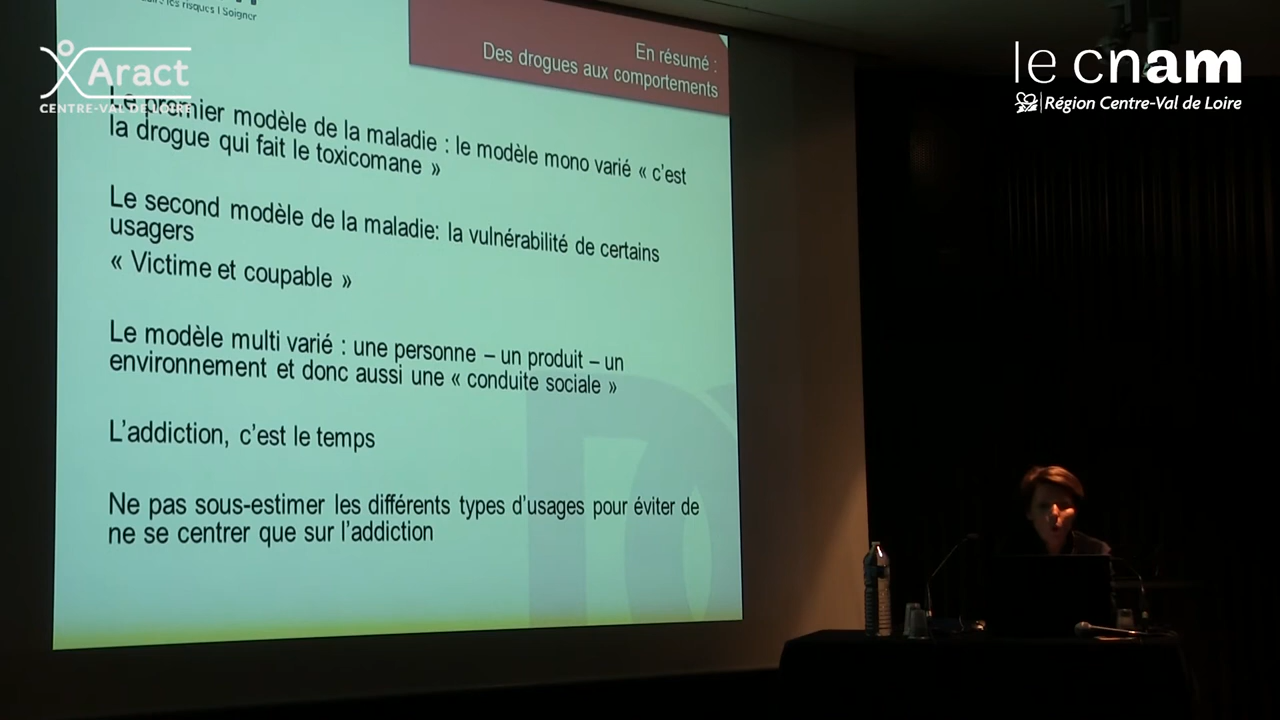 les risques I Soigner
Aract
CENTRE-VAL DE LOIRE
le cnam
Région Centre-Val de Loire
En résumé :
Des drogues aux comportements
Le premier modèle de la maladie : le modèle mono varié « c'est
la drogue qui fait le toxicomane »
Le second modèle de la maladie: la vulnérabilité de certains
usagers
« Victime et coupable »
Le modèle multi varié : une personne – un produit – un
environnement et donc aussi une « conduite sociale »
L'addiction, c'est le temps
Ne pas sous-estimer les différents types d'usages pour éviter de
ne se centrer que sur l'addiction